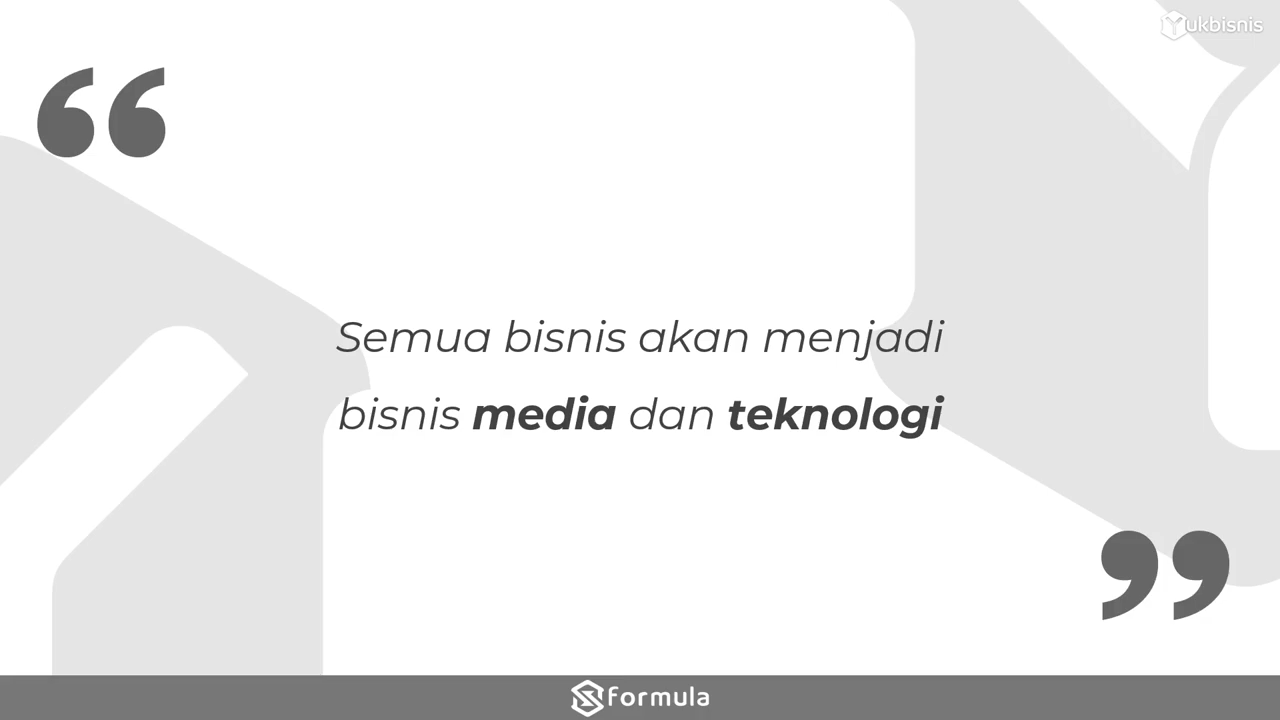 Yukbisnis
“
Semua bisnis akan menjadi
bisnis media dan teknologi
”
formula